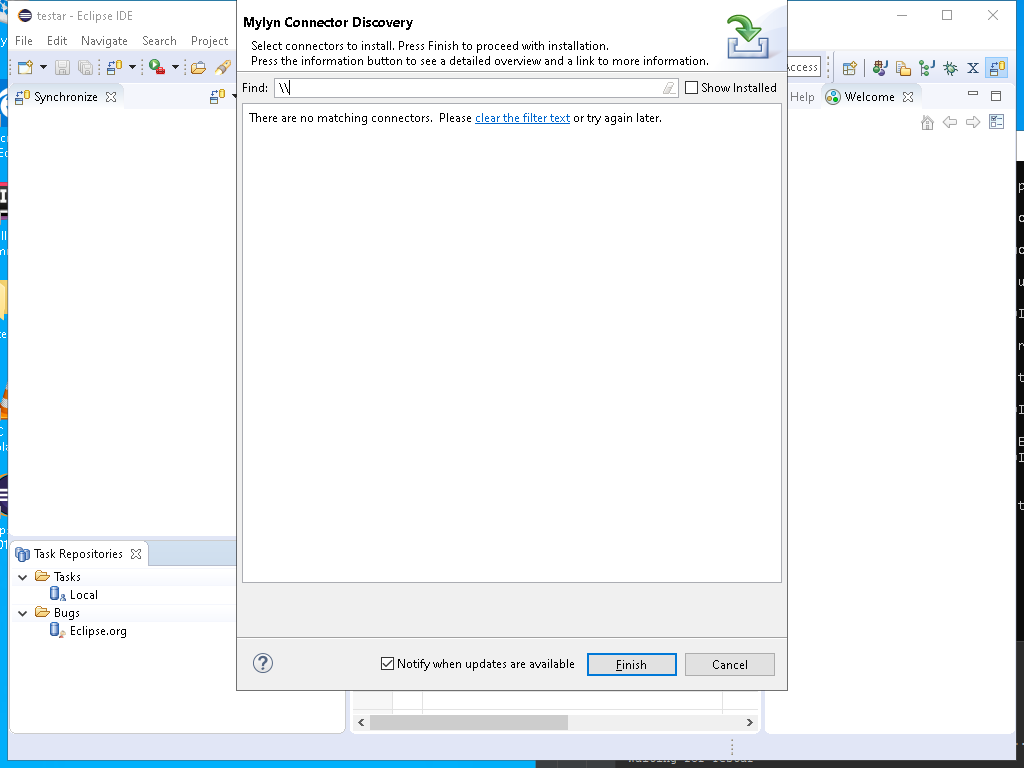 testar - Eclipse IDE
Mylyn Connector Discovery
Select connectors to install. Press Finish to proceed with installation.
Press the information button to see a detailed overview and a link to more information.
File Edit Navigate Search Project
Find: \\
Show Installed
Help
Synchronize
Welcome
There are no matching connectors. Please clear the filter text or try again later.
Task Repositories
Tasks
Local
Bugs
Eclipse.org
Notify when updates are available
Finish
Cancel